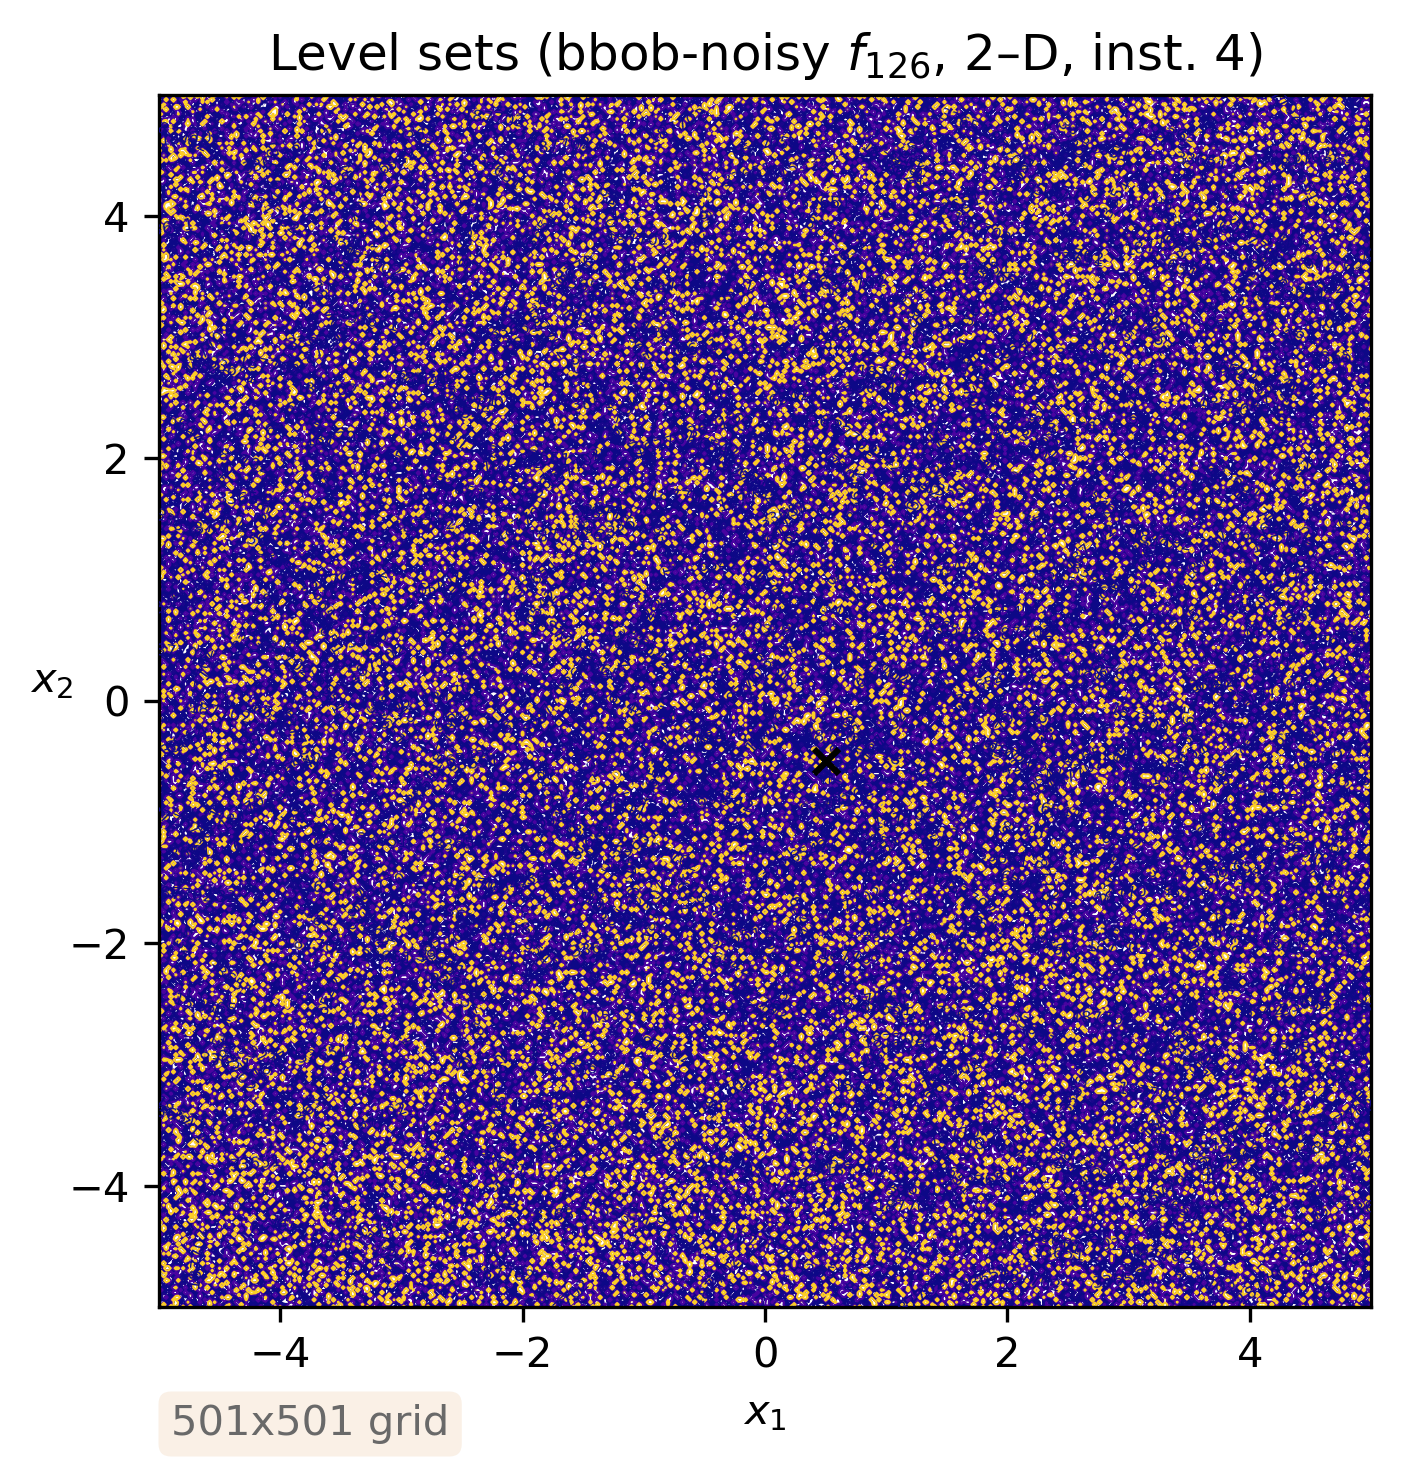 Level sets (bbob-noisy f₁₂₆, 2–D, inst. 4)
4
2
x₂
0
−2
−4
−4 −2 0 2 4
x₁
501x501 grid